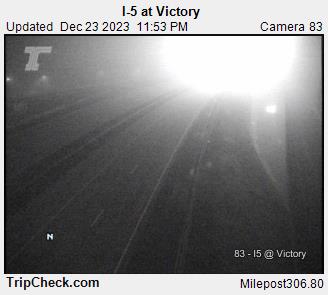 I-5 at Victory
Updated Dec 23 2023 11:53 PM Camera 83
T
N
83 - I5 @ Victory
TripCheck.com Milepost306.80